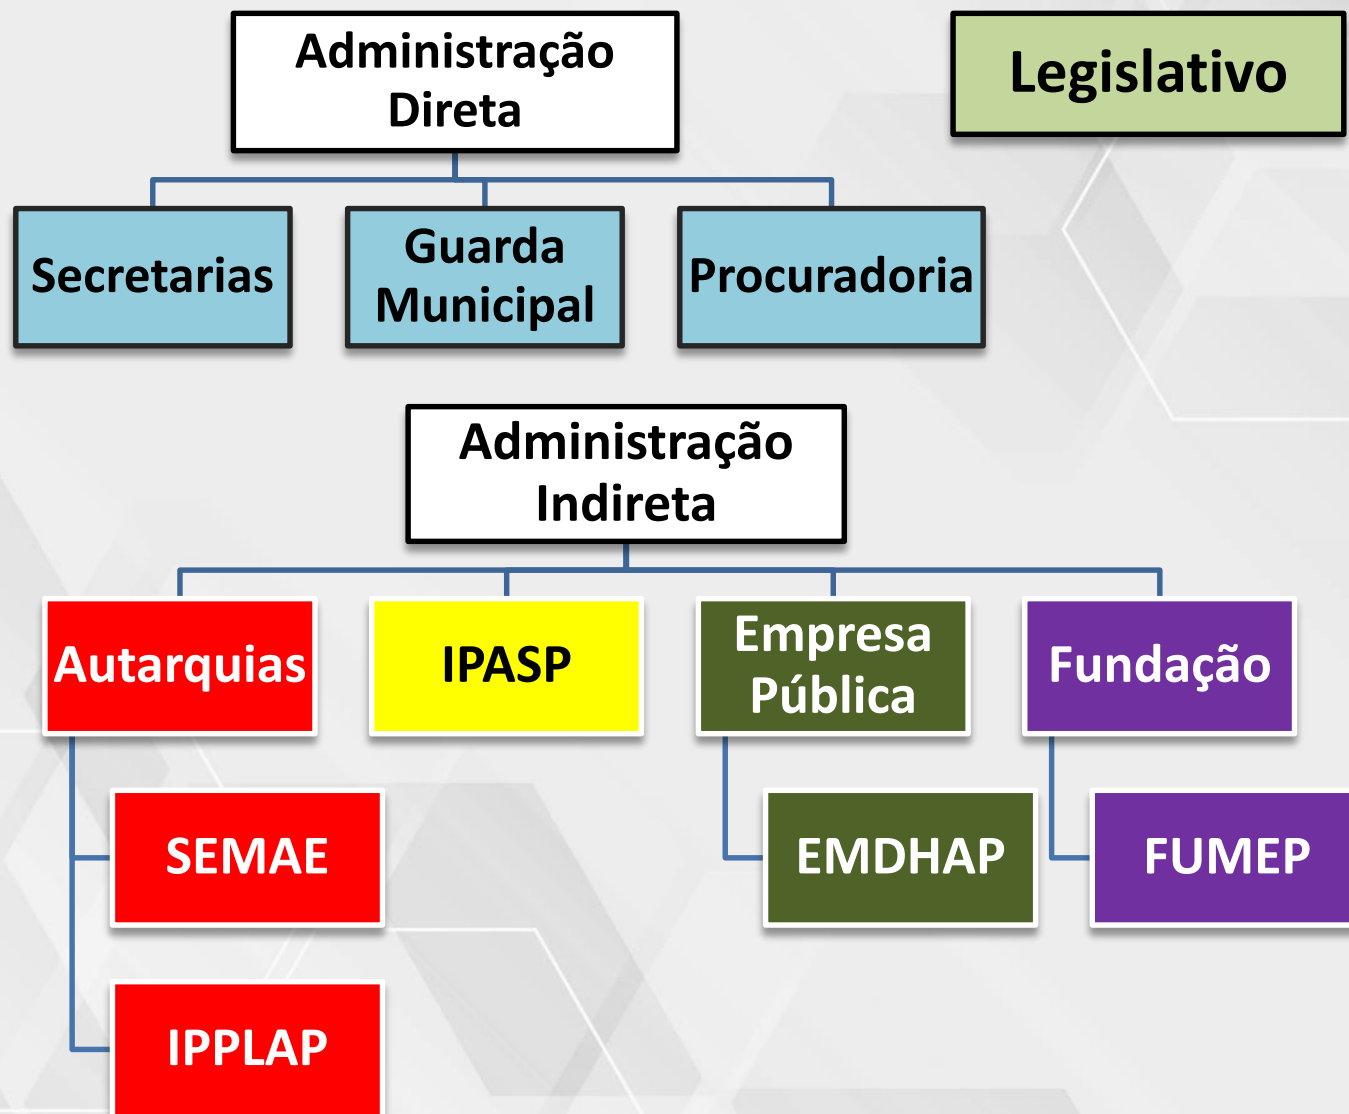 Administração
Direta
Legislativo
Secretarias
Guarda
Municipal
Procuradoria
Administração
Indireta
Autarquias
IPASP
Empresa
Pública
Fundação
SEMAE
EMDHAP
FUMEP
IPPLAP